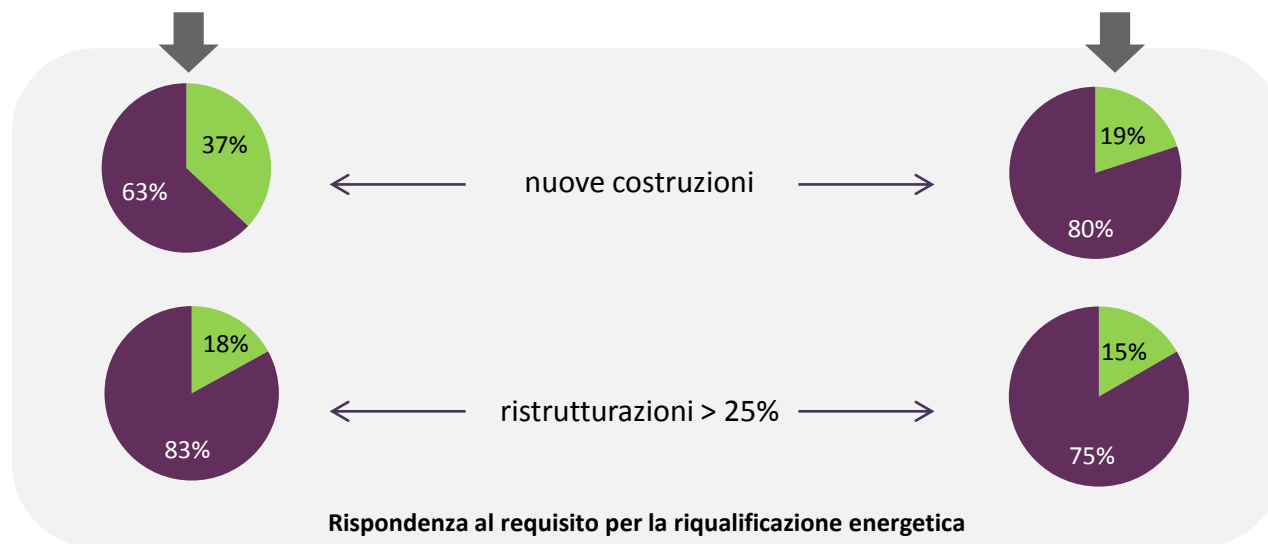 37%
63%
nuove costruzioni
19%
80%
18%
83%
ristrutturazioni > 25%
15%
75%
Rispondenza al requisito per la riqualificazione energetica